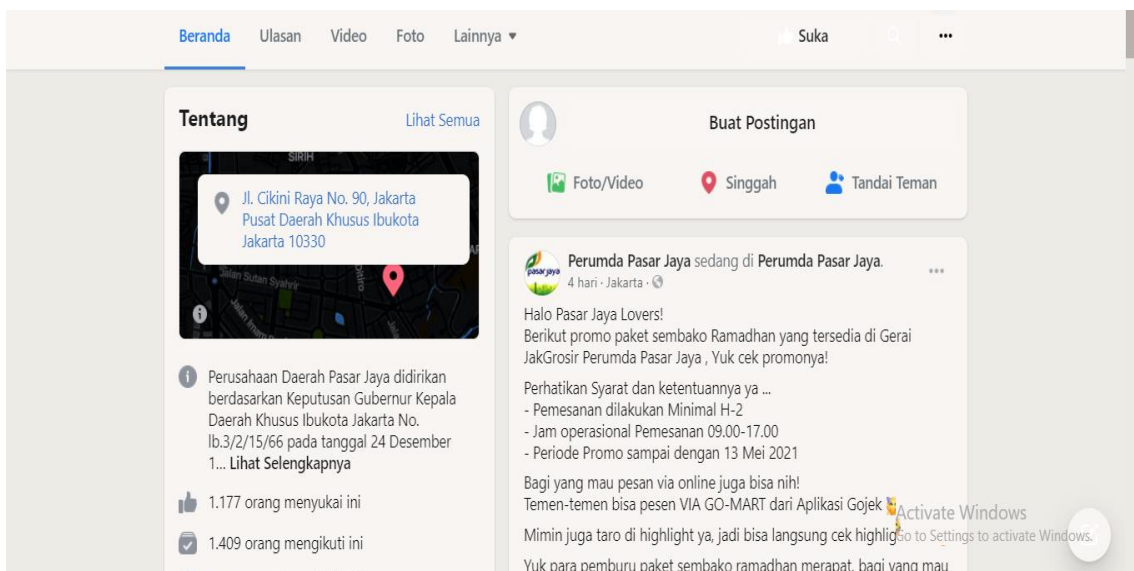 Beranda Ulasan Video Foto Lainnya Suka
Tentang Lihat Semua
SIRIH
Jl. Cikini Raya No. 90, Jakarta
Pusat Daerah Khusus Ibukota
Jakarta 10330
Jalan Sutan Syahrir
Perusahaan Daerah Pasar Jaya didirikan
berdasarkan Keputusan Gubernur Kepala
Daerah Khusus Ibukota Jakarta No.
lb.3/2/15/66 pada tanggal 24 Desember
1... Lihat Selengkapnya
1.177 orang menyukai ini
1.409 orang mengikuti ini
Buat Postingan
Foto/Video Singgah Tandai Teman
pasar jaya
Perumda Pasar Jaya sedang di Perumda Pasar Jaya.
4 hari · Jakarta ·
Halo Pasar Jaya Lovers!
Berikut promo paket sembako Ramadhan yang tersedia di Gerai
JakGrosir Perumda Pasar Jaya , Yuk cek promonya!
Perhatikan Syarat dan ketentuannya ya ...
- Pemesanan dilakukan Minimal H-2
- Jam operasional Pemesanan 09.00-17.00
- Periode Promo sampai dengan 13 Mei 2021
Bagi yang mau pesan via online juga bisa nih!
Temen-temen bisa pesen VIA GO-MART dari Aplikasi Gojek
Mimin juga taro di highlight ya, jadi bisa langsung cek highlig
Yuk para pemburu paket sembako ramadhan merapat, bagi yang mau
Activate Windows
Go to Settings to activate Windows.